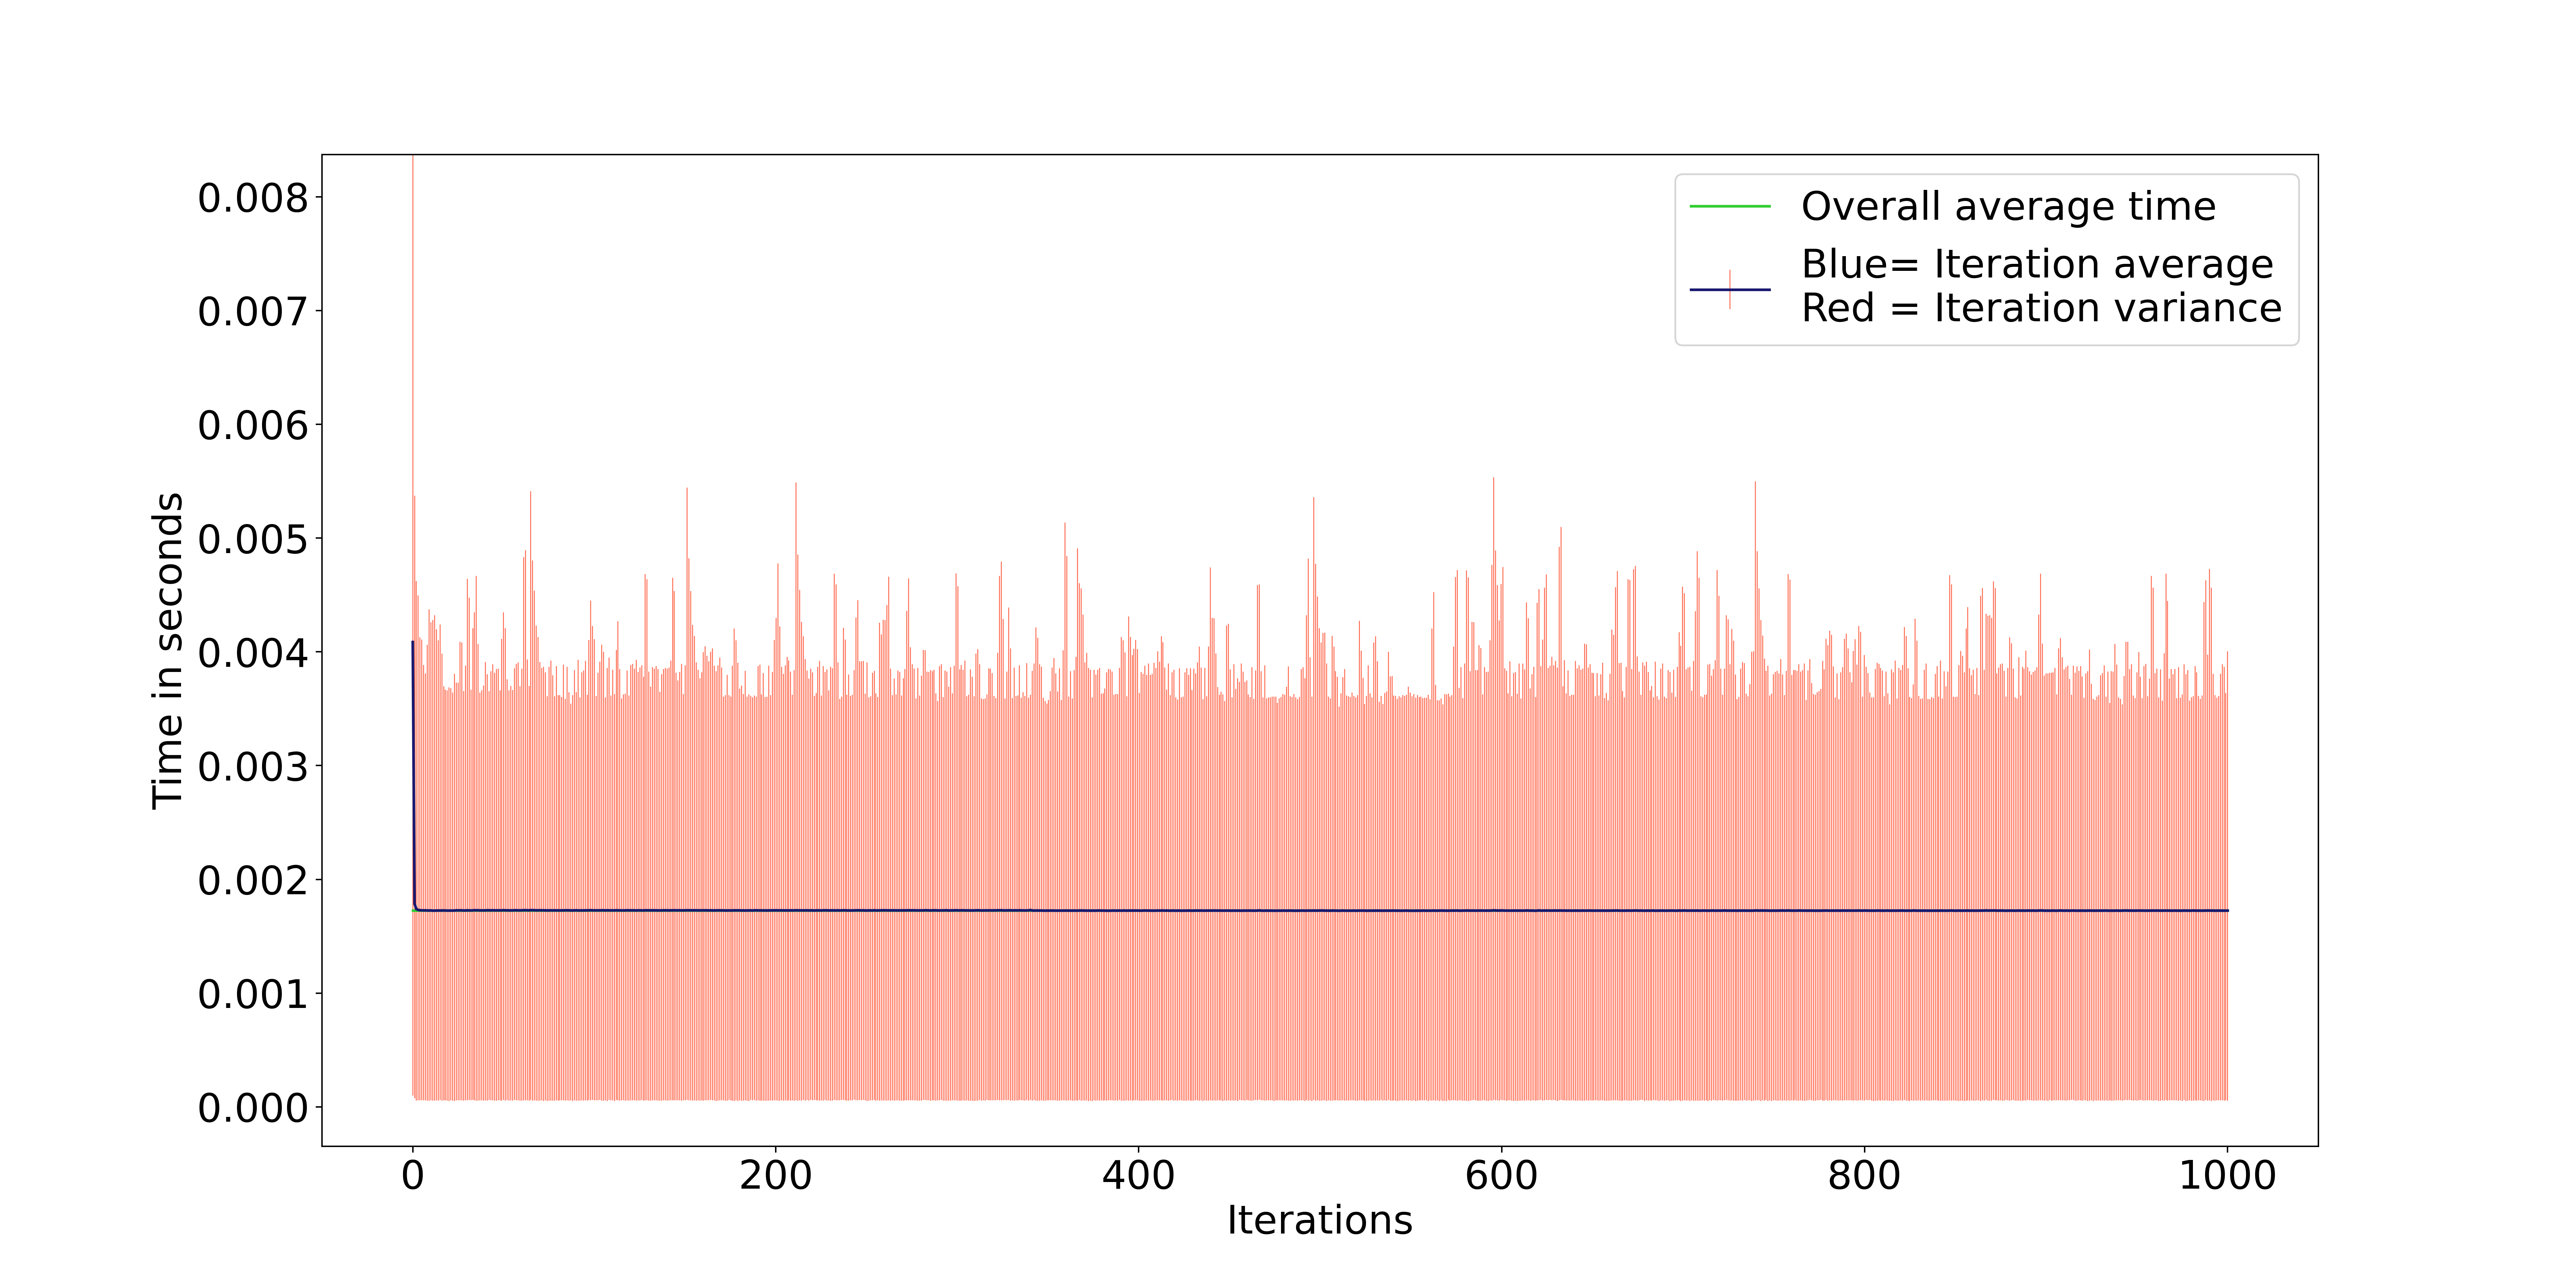 Overall average time
Blue= Iteration average
Red = Iteration variance
0.008
0.007
0.006
0.005
0.004
0.003
0.002
0.001
0.000
Time in seconds
0 200 400 600 800 1000
Iterations